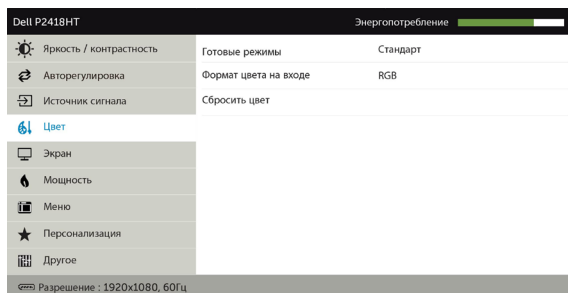 Dell P2418HT Энергопотребление
Яркость / контрастность Готовые режимы Стандарт
Авторегулировка Формат цвета на входе RGB
Источник сигнала Сбросить цвет
Цвет
Экран
Мощность
Меню
Персонализация
Другое
Разрешение : 1920x1080, 60Гц